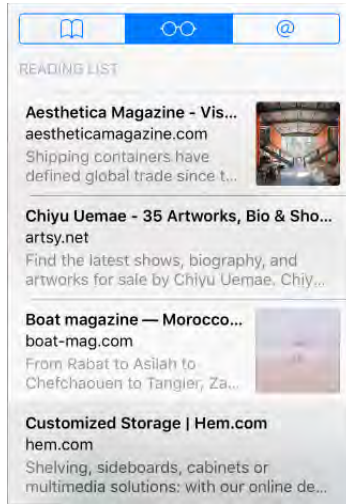 @
READING LIST
Aesthetica Magazine - Vis...
aestheticamagazine.com
Shipping containers have
defined global trade since t...
Chiyu Uemae - 35 Artworks, Bio & Sho...
artsy.net
Find the latest shows, biography, and
artworks for sale by Chiyu Uemae. Chiy...
Boat magazine — Morocco...
boat-mag.com
From Rabat to Asilah to
Chefchaouen to Tangier, Za...
Customized Storage | Hem.com
hem.com
Shelving, sideboards, cabinets or
multimedia solutions: with our online de...